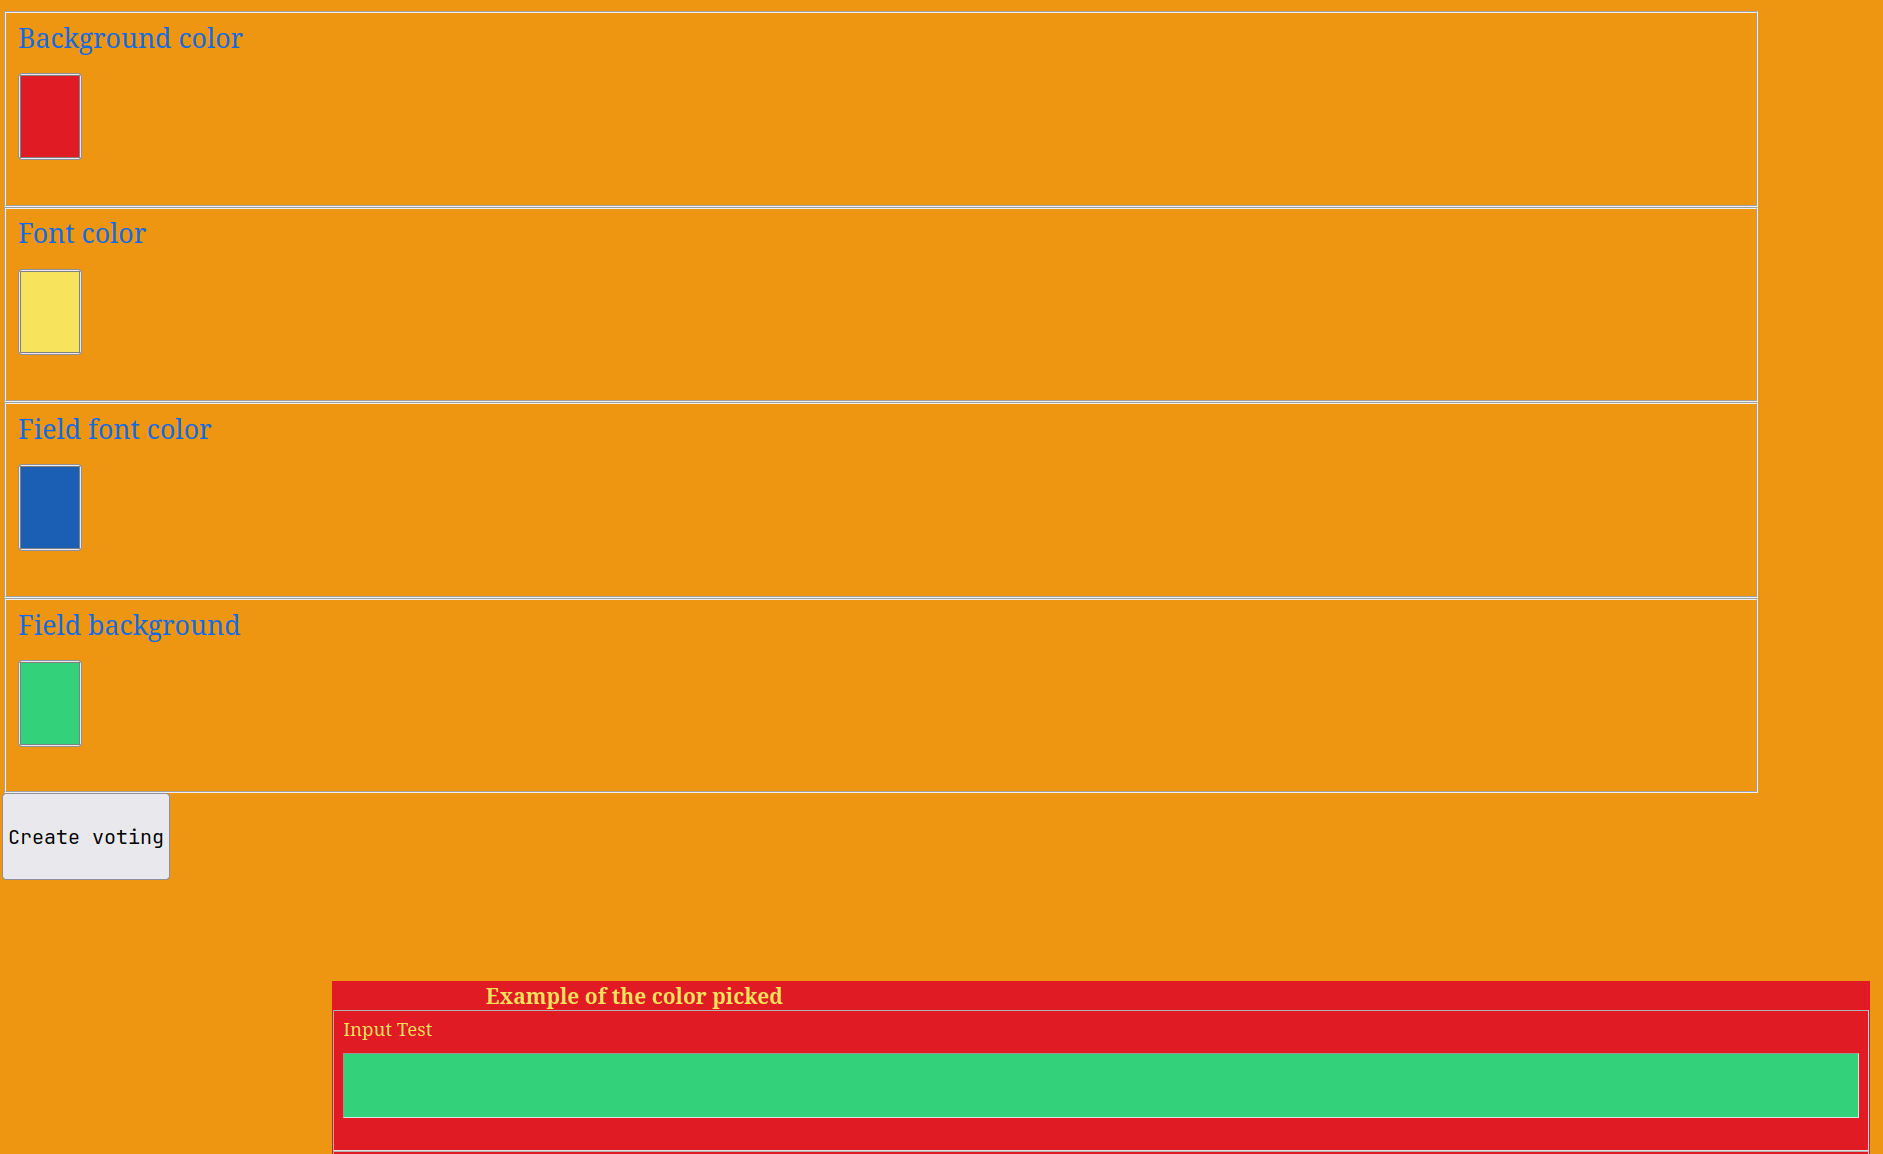 Background color
Font color
Field font color
Field background
Create voting
Example of the color picked
Input Test